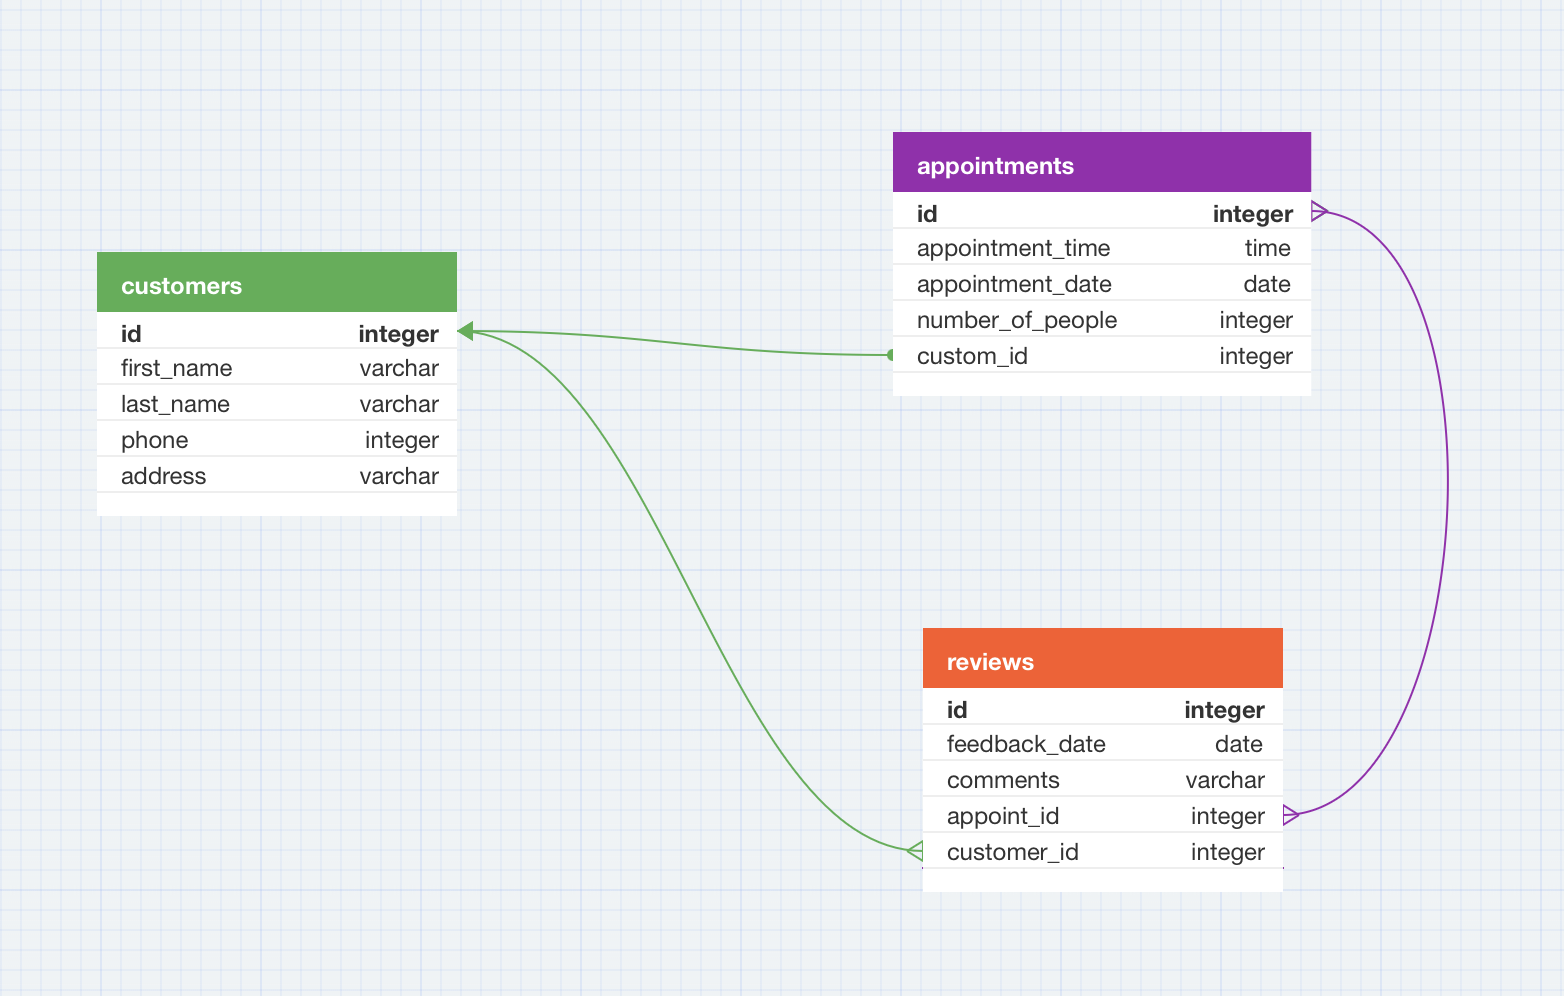 customers
id integer
first_name varchar
last_name varchar
phone integer
address varchar
appointments
id integer
appointment_time time
appointment_date date
number_of_people integer
custom_id integer
reviews
id integer
feedback_date date
comments varchar
appoint_id integer
customer_id integer